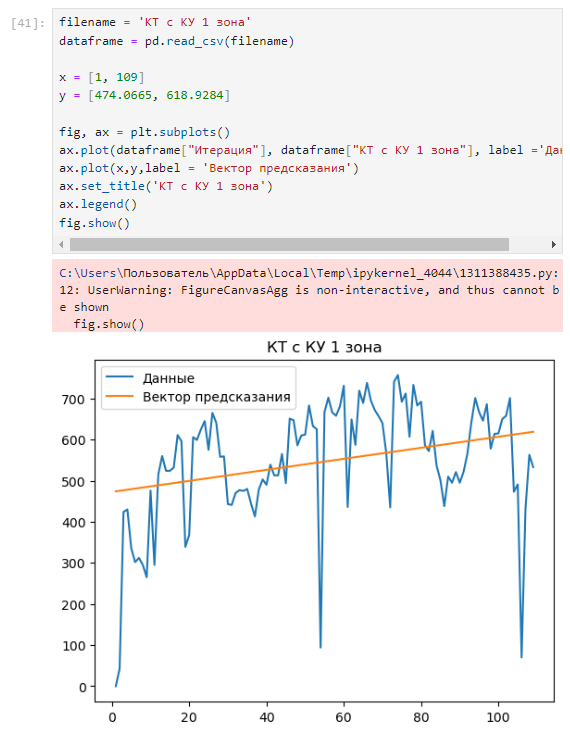 [41]:
filename = 'КТ с КУ 1 зона'
dataframe = pd.read_csv(filename)
x = [1, 109]
y = [474.0665, 618.9284]
fig, ax = plt.subplots()
ax.plot(dataframe["Итерация"], dataframe["КТ с КУ 1 зона"], label ='Дан
ax.plot(x,y,label = 'Вектор предсказания')
ax.set_title('КТ с КУ 1 зона')
ax.legend()
fig.show()
C:\Users\Пользователь\AppData\Local\Temp\ipykernel_4044\1311388435.py:
12: UserWarning: FigureCanvasAgg is non-interactive, and thus cannot b
e shown
fig.show()
КТ с КУ 1 зона
Данные
Вектор предсказания
700
600
500
400
300
200
100
0
0 20 40 60 80 100